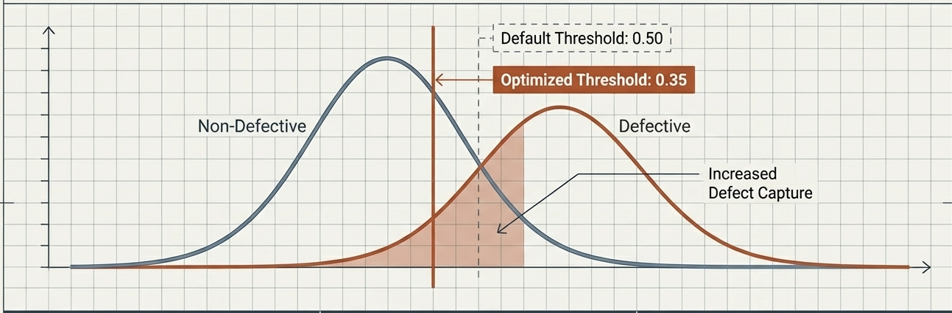 Default Threshold: 0.50
Optimized Threshold: 0.35
Non-Defective
Defective
Increased
Defect Capture